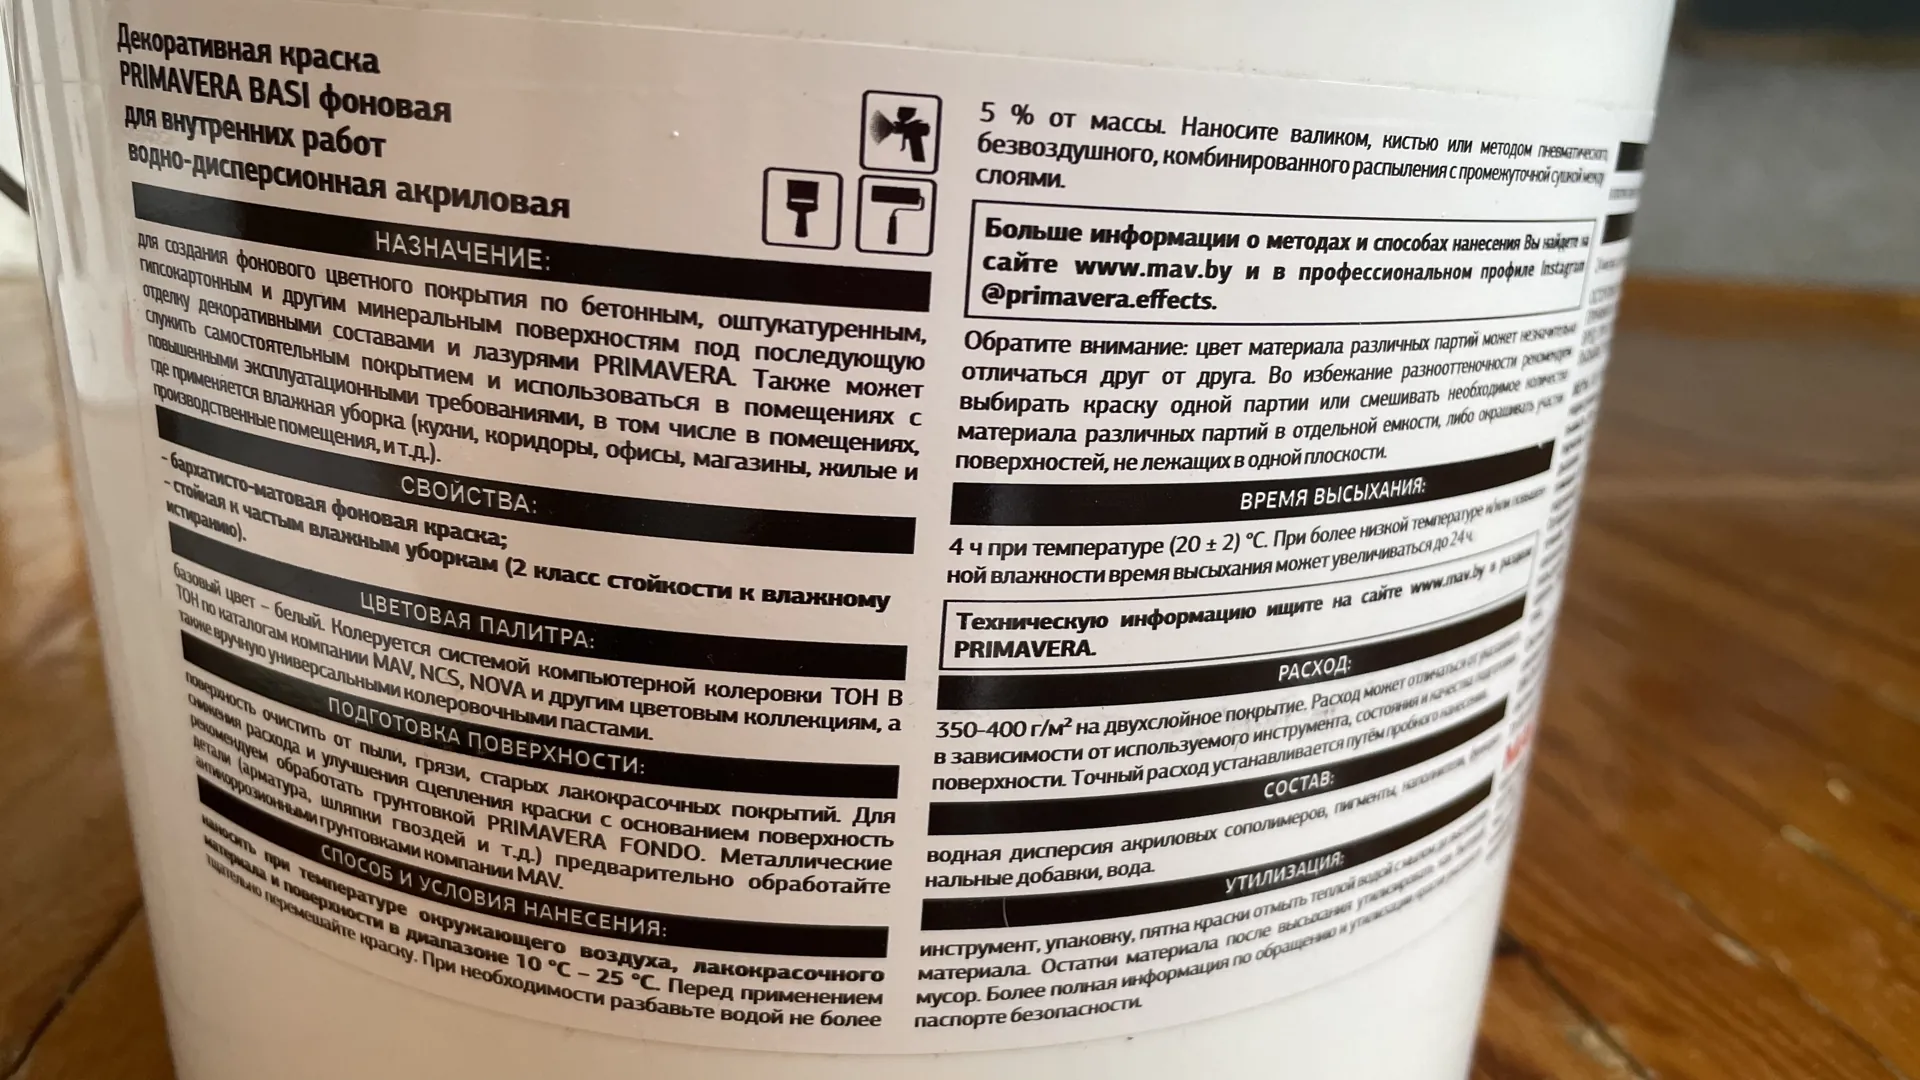 Декоративная краска
PRIMAVERA BASI фоновая
для внутренних работ
водно-дисперсионная акриловая
НАЗНАЧЕНИЕ:
для создания фонового цветного покрытия по бетонным, оштукатуренным,
гипсокартонным и другим минеральным поверхностям под последующую
отделку декоративными составами и лазурями PRIMAVERA. Также может
служить самостоятельным покрытием и использоваться в помещениях с
повышенными эксплуатационными требованиями, в том числе в помещениях,
где применяется влажная уборка (кухни, коридоры, офисы, магазины, жилые и
производственные помещения, и т.д.).
СВОЙСТВА:
- бархатисто-матовая фоновая краска;
- стойкая к частым влажным уборкам (2 класс стойкости к влажному
истиранию).
ЦВЕТОВАЯ ПАЛИТРА:
базовый цвет – белый. Колеруется системой компьютерной колеровки ТОН В
ТОН по каталогам компании MAV, NCS, NOVA и другим цветовым коллекциям, а
также вручную универсальными колеровочными пастами.
ПОДГОТОВКА ПОВЕРХНОСТИ:
поверхность очистить от пыли, грязи, старых лакокрасочных покрытий. Для
снижения расхода и улучшения сцепления краски с основанием поверхность
рекомендуем обработать грунтовкой PRIMAVERA FONDO. Металлические
детали (арматура, шляпки гвоздей и т.д.) предварительно обработайте
антикоррозионными грунтовками компании MAV.
СПОСОБ И УСЛОВИЯ НАНЕСЕНИЯ:
наносить при температуре окружающего воздуха, лакокрасочного
материала и поверхности в диапазоне 10 °С – 25 °С. Перед применением
тщательно перемешайте краску. При необходимости разбавьте водой не более
5 % от массы. Наносите валиком, кистью или методом пневматического,
безвоздушного, комбинированного распыления с промежуточной сушкой между
слоями.
Больше информации о методах и способах нанесения Вы найдете на
сайте www.mav.by и в профессиональном профиле Instagram
@primavera.effects.
Обратите внимание: цвет материала различных партий может незначительно
отличаться друг от друга. Во избежание разнооттеночности рекомендуем
выбирать краску одной партии или смешивать необходимое количество
материала различных партий в отдельной емкости, либо окрашивать участки
поверхностей, не лежащих в одной плоскости.
ВРЕМЯ ВЫСЫХАНИЯ:
4 ч при температуре (20 ± 2) °С. При более низкой температуре и/или повышен-
ной влажности время высыхания может увеличиваться до 24 ч.
Техническую информацию ищите на сайте www.mav.by в разделе
PRIMAVERA.
РАСХОД:
350-400 г/м² на двухслойное покрытие. Расход может отличаться от указанного
в зависимости от используемого инструмента, состояния и качества подготовки
поверхности. Точный расход устанавливается путём пробного нанесения.
СОСТАВ:
водная дисперсия акриловых сополимеров, пигменты, наполнители, функцио-
нальные добавки, вода.
УТИЛИЗАЦИЯ:
инструмент, упаковку, пятна краски отмыть теплой водой с мылом до высыхания
материала. Остатки материала после высыхания утилизировать как бытовой
мусор. Более полная информация по обращению и утилизации краски
паспорте безопасности.